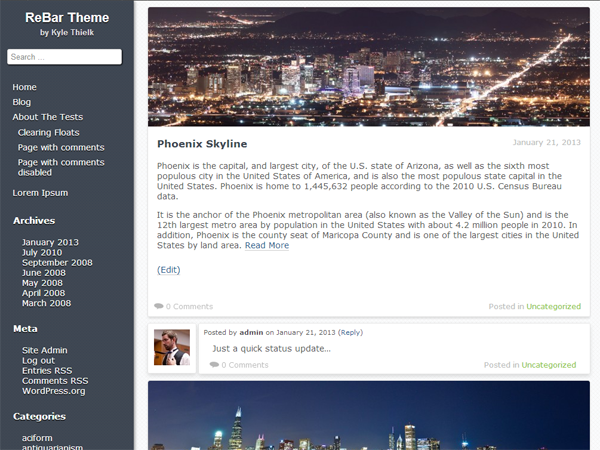 ReBar Theme
by Kyle Thielk
Search ...
Home
Blog
About The Tests
Clearing Floats
Page with comments
Page with comments
disabled
Lorem Ipsum
Archives
January 2013
July 2010
September 2008
June 2008
May 2008
April 2008
March 2008
Meta
Site Admin
Log out
Entries RSS
Comments RSS
WordPress.org
Categories
aciform
antiquarianism
Phoenix Skyline
January 21, 2013
Phoenix is the capital, and largest city, of the U.S. state of Arizona, as well as the sixth most
populous city in the United States of America, and is also the most populous state capital in the
United States. Phoenix is home to 1,445,632 people according to the 2010 U.S. Census Bureau
data.
It is the anchor of the Phoenix metropolitan area (also known as the Valley of the Sun) and is the
12th largest metro area by population in the United States with about 4.2 million people in 2010. In
addition, Phoenix is the county seat of Maricopa County and is one of the largest cities in the United
States by land area. Read More
(Edit)
0 Comments
Posted in Uncategorized
Posted by admin on January 21, 2013 (Reply)
Just a quick status update...
0 Comments
Posted in Uncategorized